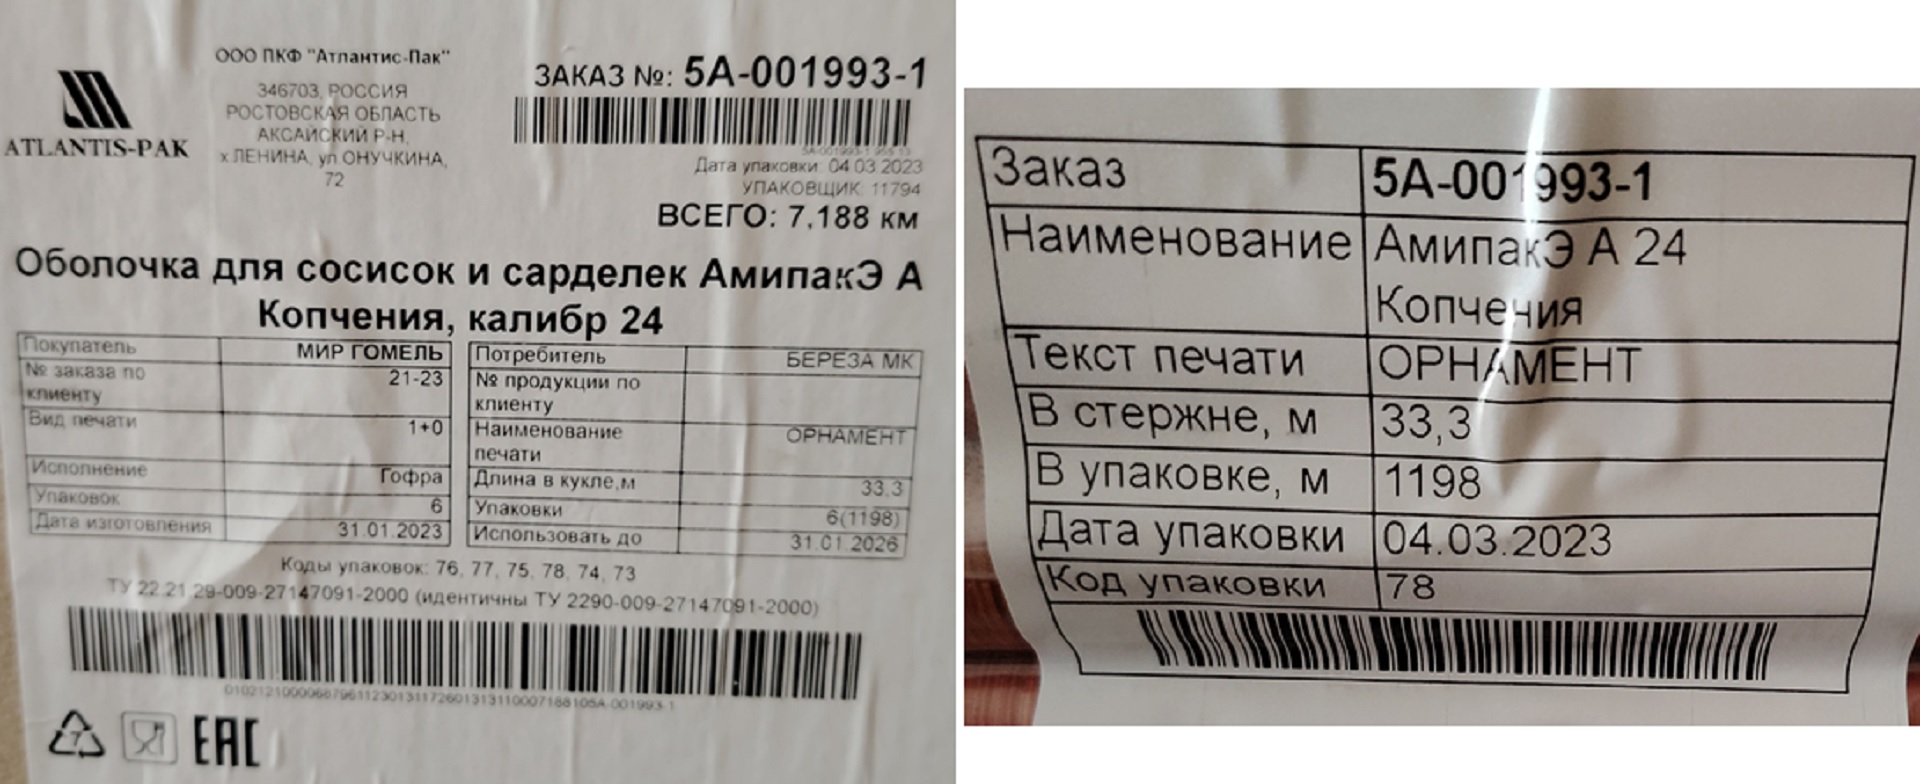 ATLANTIS-PAK
ООО ПКФ "Атлантис-Пак"
346703, РОССИЯ
РОСТОВСКАЯ ОБЛАСТЬ
АКСАЙСКИЙ Р-Н,
х.ЛЕНИНА, ул ОНУЧКИНА,
72
ЗАКАЗ №: 5А-001993-1
Дата упаковки: 04.03.2023
УПАКОВЩИК: 11794
ВСЕГО: 7,188 км
Оболочка для сосисок и сарделек АмипакЭ А
Копчения, калибр 24
Покупатель МИР ГОМЕЛЬ
№ заказа по клиенту 21-23
Вид печати 1+0
Исполнение Гофра
Упаковок 6
Дата изготовления 31.01.2023
Потребитель БЕРЕЗА МК
№ продукции по
клиенту
Наименование ОРНАМЕНТ
печати
Длина в кукле,м 33.3
Упаковки 6(1198)
Использовать до 31.01.2026
Коды упаковок: 76, 77, 75, 78, 74, 73
ТУ 22.21.29-009-27147091-2000 (идентичны ТУ 2290-009-27147091-2000)
7
EAC
Заказ 5А-001993-1
Наименование АмипакЭ А 24
Копчения
Текст печати ОРНАМЕНТ
В стержне, м 33,3
В упаковке, м 1198
Дата упаковки 04.03.2023
Код упаковки 78